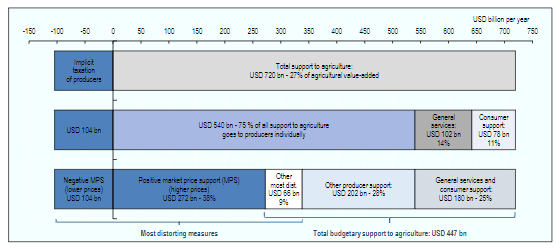 USD billion per year
-150 -100 -50 0 50 100 150 200 250 300 350 400 450 500 550 600 650 700 750
Implicit
taxation
of producers
Total support to agriculture:
USD 720 bn - 27% of agricultural value-added
USD 104 bn
USD 540 bn - 75 % of all support to agriculture
goes to producers individually
General
services:
USD 102 bn
14%
Consumer
support:
USD 78 bn
11%
Negative MPS
(lower prices)
USD 104 bn
Positive market price support (MPS)
(higher prices)
USD 272 bn - 38%
Other
most dist.
USD 66 bn
9%
Other producer support:
USD 202 bn - 28%
General services and
consumer support:
USD 180 bn - 25%
Most distorting measures
Total budgetary support to agriculture: USD 447 bn